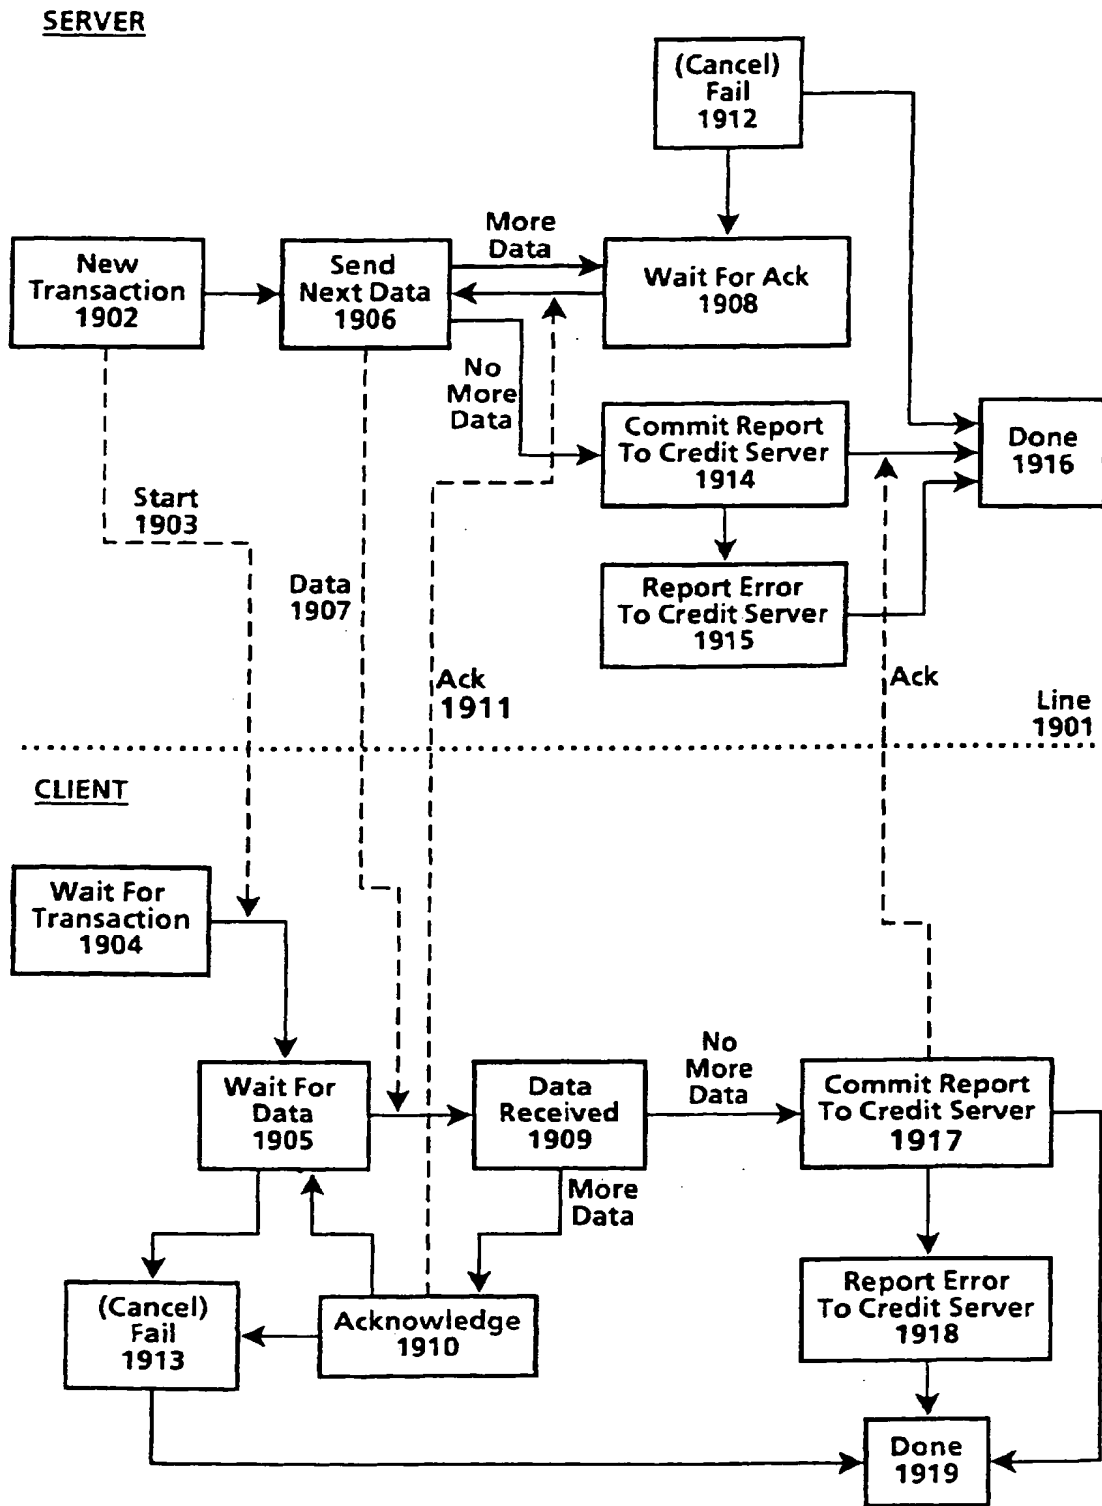 SERVER
(Cancel)
Fail
1912
New
Transaction
1902
Send
Next Data
1906
More
Data
Wait For Ack
1908
No
More
Data
Commit Report
To Credit Server
1914
Done
1916
Start
1903
Data
1907
Report Error
To Credit Server
1915
Ack
1911
Ack
Line
1901
CLIENT
Wait For
Transaction
1904
Wait For
Data
1905
Data
Received
1909
No
More
Data
Commit Report
To Credit Server
1917
More
Data
(Cancel)
Fail
1913
Acknowledge
1910
Report Error
To Credit Server
1918
Done
1919